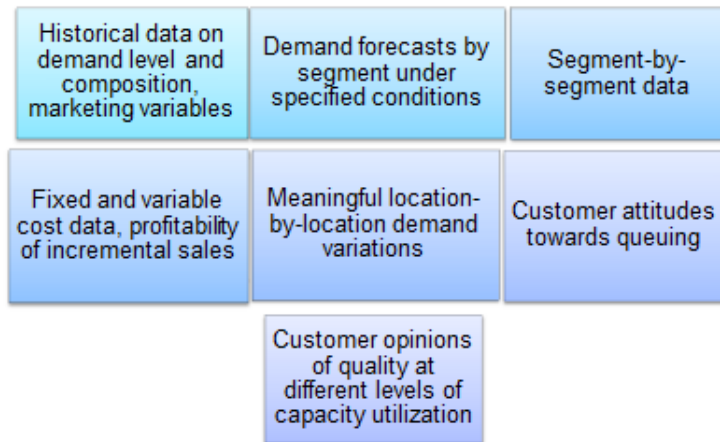 Historical data on
demand level and
composition,
marketing variables
Demand forecasts by
segment under
specified conditions
Segment-by-
segment data
Fixed and variable
cost data, profitability
of incremental sales
Meaningful location-
by-location demand
variations
Customer attitudes
towards queuing
Customer opinions
of quality at
different levels of
capacity utilization